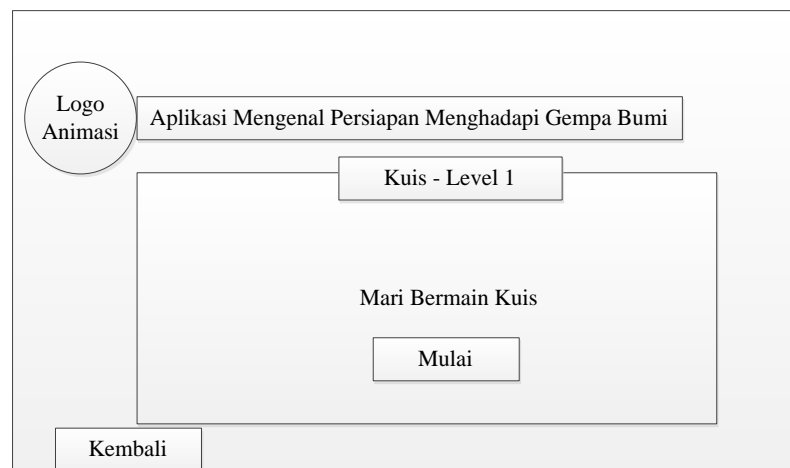 Logo
Animasi
Aplikasi Mengenal Persiapan Menghadapi Gempa Bumi
Kuis - Level 1
Mari Bermain Kuis
Mulai
Kembali